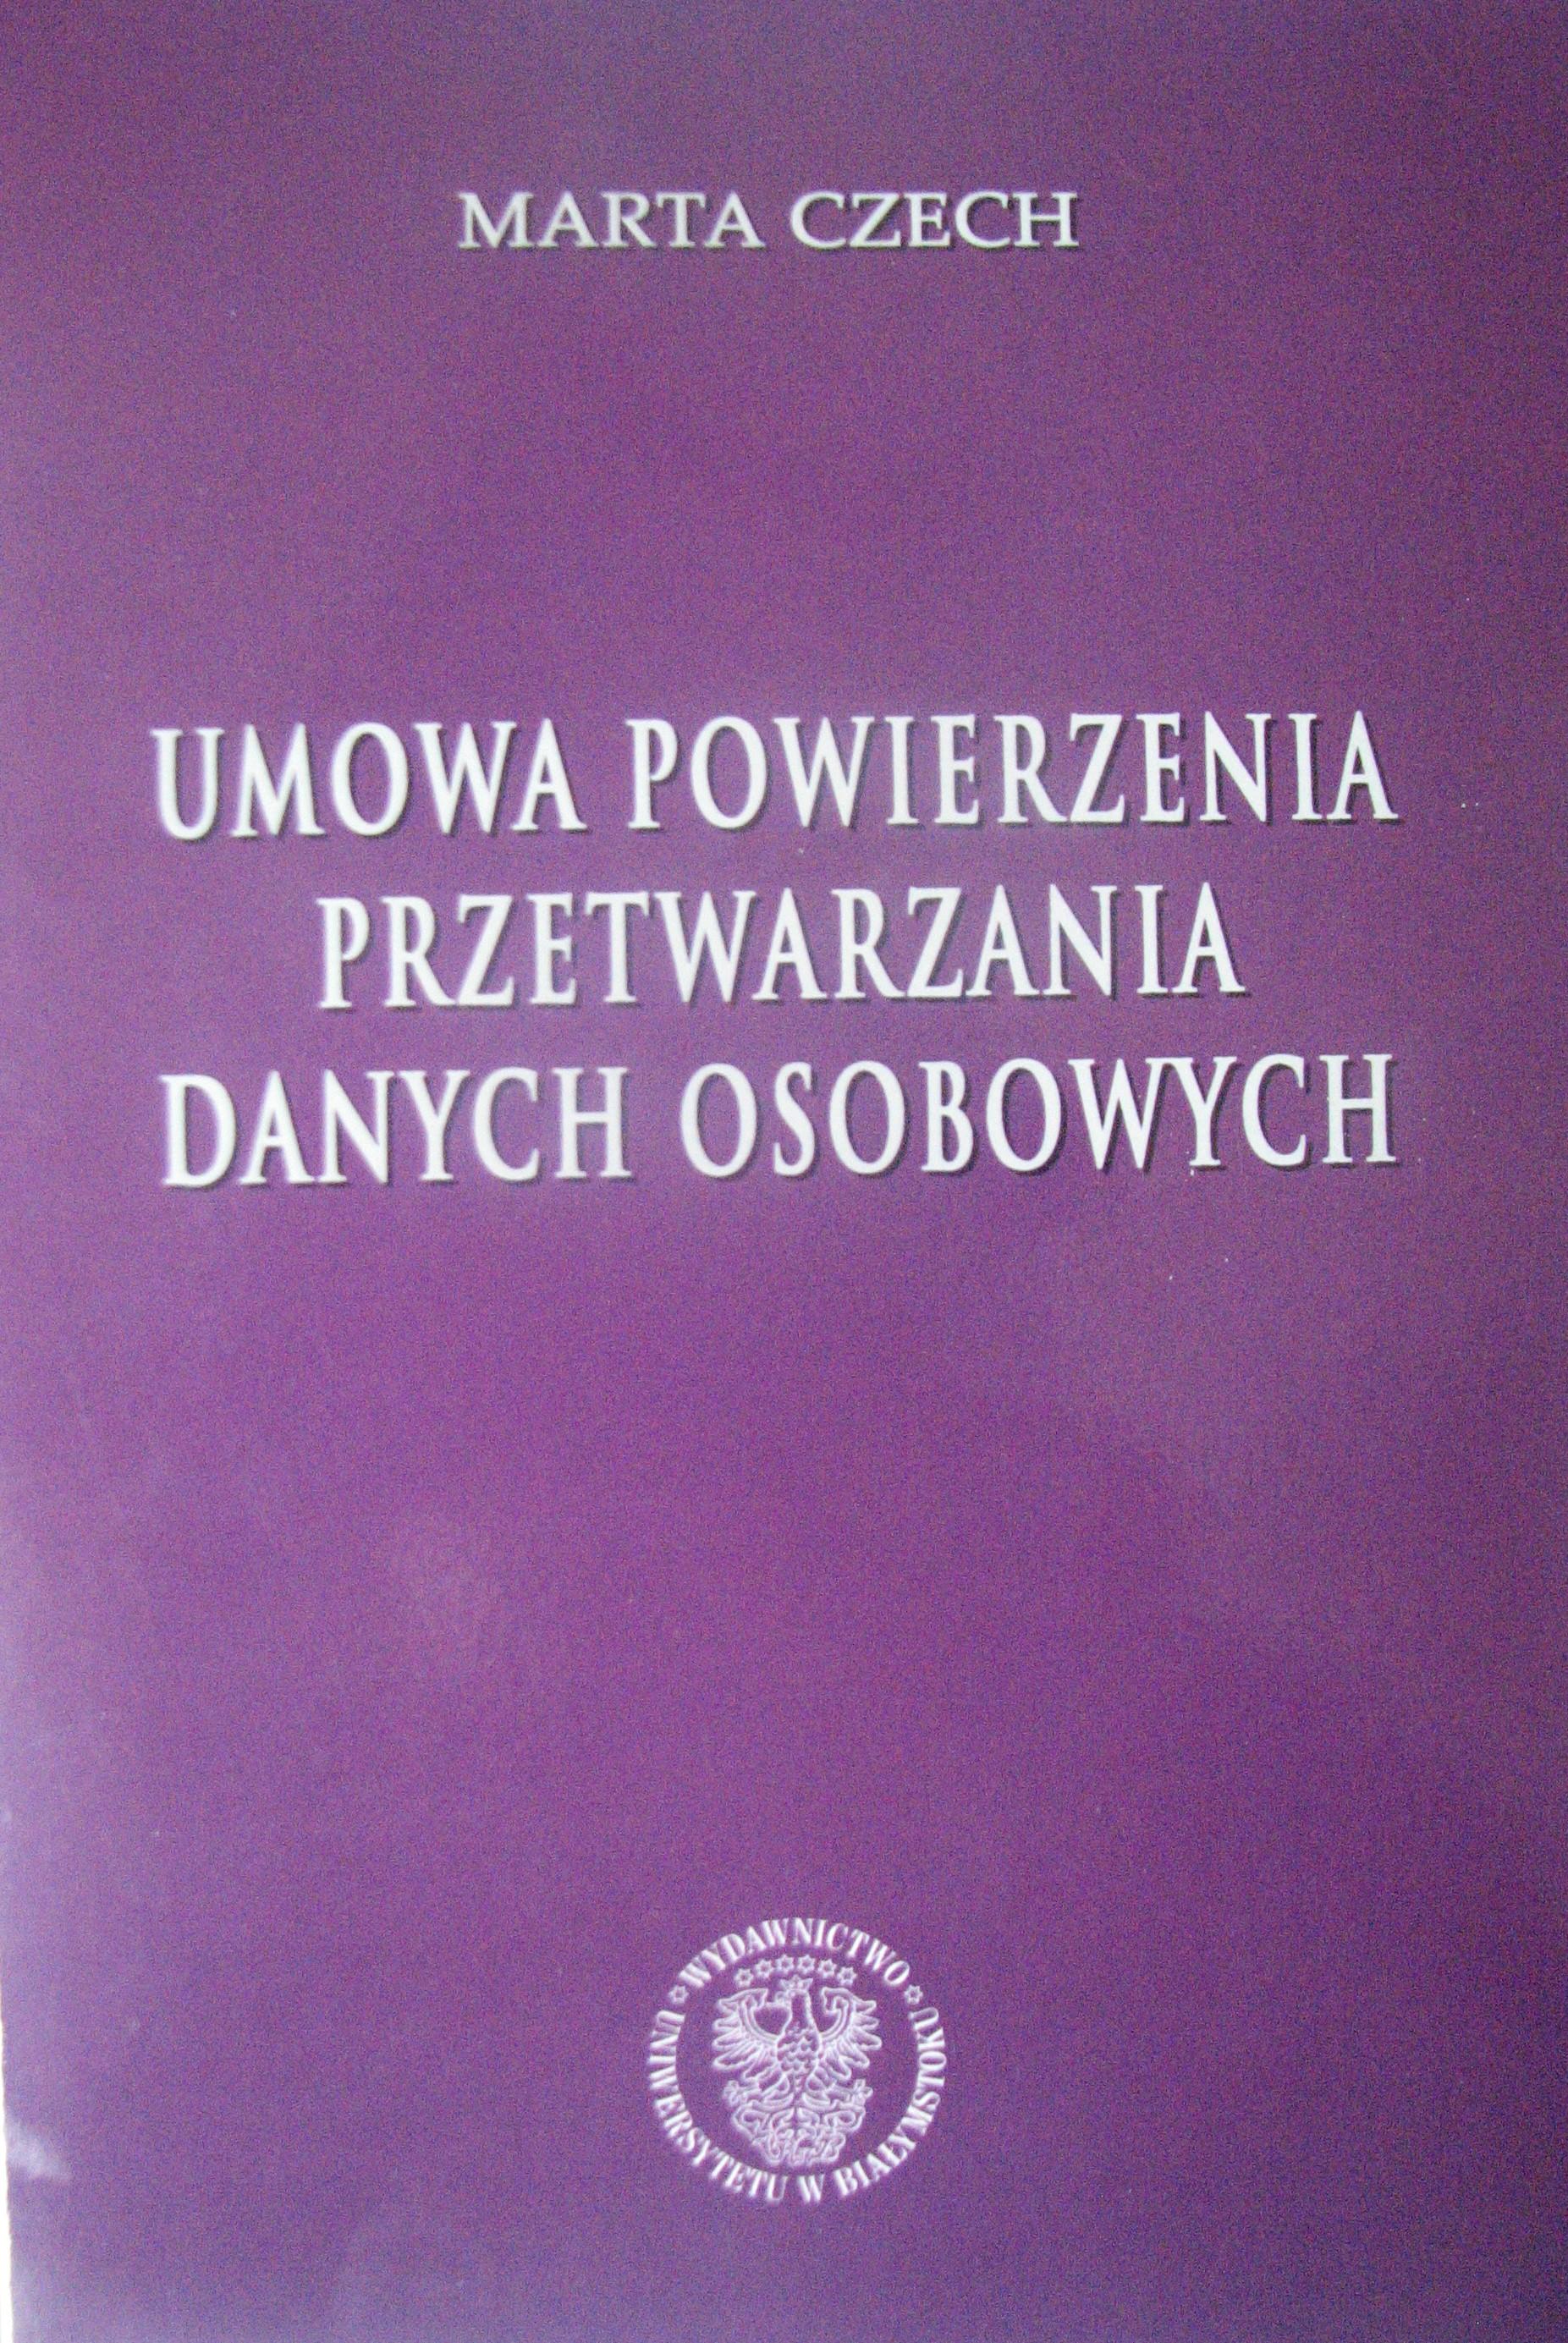 MARTA CZECH
UMOWA POWIERZENIA
PRZETWARZANIA
DANYCH OSOBOWYCH
WYDAWNICTWO
UNIWERSYTETU W BIAŁYMSTOKU